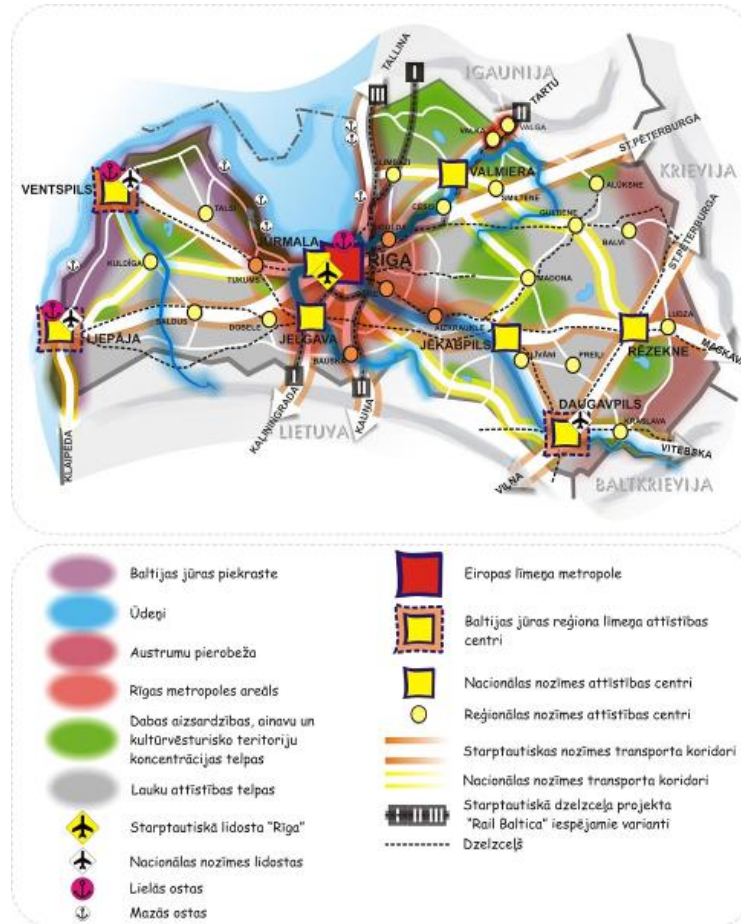 TALLINA
IGAUNIJA
TARTU
VALKA
VALGA
ST.PĒTERBURGA
KRIEVIJA
VENTSPILS
LIMBAŽI
VALMIERA
ALŪKSNE
TALSI
CĒSIS
SMILTENE
GULBENE
JŪRMALA
RĪGA
BALVI
ST.PĒTERBURGA
KULDĪGA
TUKUMS
MADONA
LUDZA
LIEPĀJA
SALDUS
DOBELE
JELGAVA
AIZKRAUKLE
JĒKABPILS
RĒZEKNE
MASKAVA
BAUSKA
LĪVĀNI
PREIĻI
KLAIPĒDA
KAĻIŅINGRADA
LIETUVA
KAUŅA
DAUGAVPILS
KRĀSLAVA
VITEBSKA
VIĻŅA
BALTKRIEVIJA
Baltijas jūras piekraste
Ūdeņi
Austrumu pierobeža
Rīgas metropoles areāls
Dabas aizsardzības, ainavu un
kultūrvēsturisko teritoriju
koncentrācijas telpas
Lauku attīstības telpas
Starptautiskā lidosta "Rīga"
Nacionālas nozīmes lidostas
Lielās ostas
Mazās ostas
Eiropas līmeņa metropole
Baltijas jūras reģiona līmeņa attīstības
centri
Nacionālas nozīmes attīstības centri
Reģionālas nozīmes attīstības centri
Starptautiskas nozīmes transporta koridori
Nacionālas nozīmes transporta koridori
Starptautiskā dzelzceļa projekta
"Rail Baltica" iespējamie varianti
Dzelzceļš